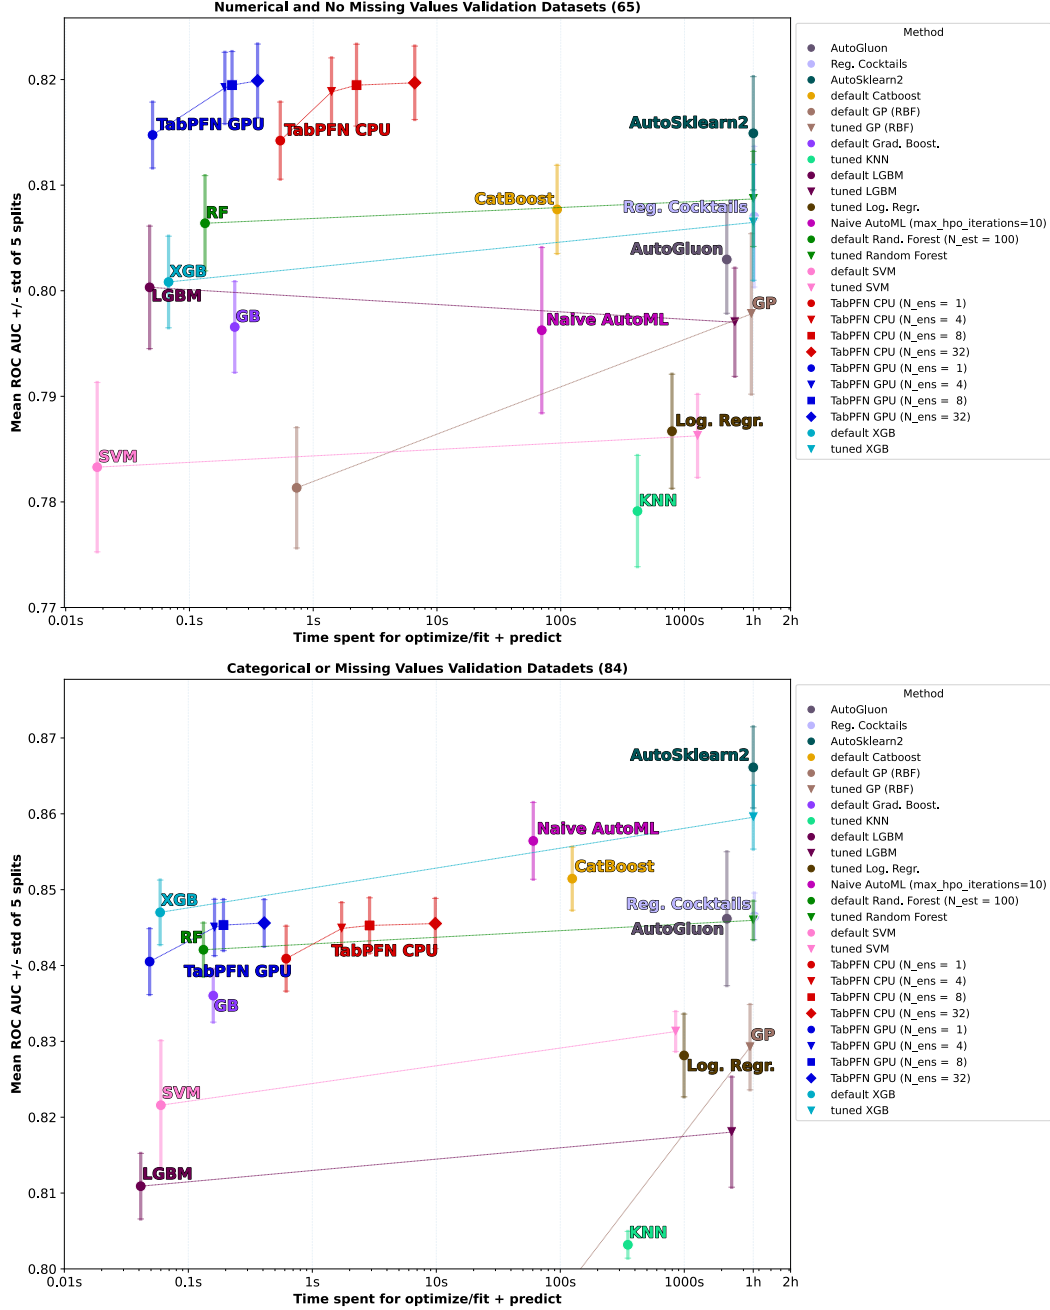 Numerical and No Missing Values Validation Datasets (65)
Mean ROC AUC +/- std of 5 splits
0.82
0.81
0.80
0.79
0.78
0.77
TabPFN GPU
TabPFN CPU
AutoSklearn2
RF
CatBoost
Reg. Cocktails
AutoGluon
XGB
LGBM
GB
Naive AutoML
GP
Log. Regr.
SVM
KNN
0.01s 0.1s 1s 10s 100s 1000s 1h 2h
Time spent for optimize/fit + predict
Method
AutoGluon
Reg. Cocktails
AutoSklearn2
default Catboost
default GP (RBF)
tuned GP (RBF)
default Grad. Boost.
tuned KNN
default LGBM
tuned LGBM
tuned Log. Regr.
Naive AutoML (max_hpo_iterations=10)
default Rand. Forest (N_est = 100)
tuned Random Forest
default SVM
tuned SVM
TabPFN CPU (N_ens = 1)
TabPFN CPU (N_ens = 4)
TabPFN CPU (N_ens = 8)
TabPFN CPU (N_ens = 32)
TabPFN GPU (N_ens = 1)
TabPFN GPU (N_ens = 4)
TabPFN GPU (N_ens = 8)
TabPFN GPU (N_ens = 32)
default XGB
tuned XGB
Categorical or Missing Values Validation Datadets (84)
Mean ROC AUC +/- std of 5 splits
0.87
0.86
0.85
0.84
0.83
0.82
0.81
0.80
AutoSklearn2
Naive AutoML
CatBoost
XGB
Reg. Cocktails
AutoGluon
RF
TabPFN CPU
TabPFN GPU
GB
GP
Log. Regr.
SVM
LGBM
KNN
0.01s 0.1s 1s 10s 100s 1000s 1h 2h
Time spent for optimize/fit + predict
Method
AutoGluon
Reg. Cocktails
AutoSklearn2
default Catboost
default GP (RBF)
tuned GP (RBF)
default Grad. Boost.
tuned KNN
default LGBM
tuned LGBM
tuned Log. Regr.
Naive AutoML (max_hpo_iterations=10)
default Rand. Forest (N_est = 100)
tuned Random Forest
default SVM
tuned SVM
TabPFN CPU (N_ens = 1)
TabPFN CPU (N_ens = 4)
TabPFN CPU (N_ens = 8)
TabPFN CPU (N_ens = 32)
TabPFN GPU (N_ens = 1)
TabPFN GPU (N_ens = 4)
TabPFN GPU (N_ens = 8)
TabPFN GPU (N_ens = 32)
default XGB
tuned XGB